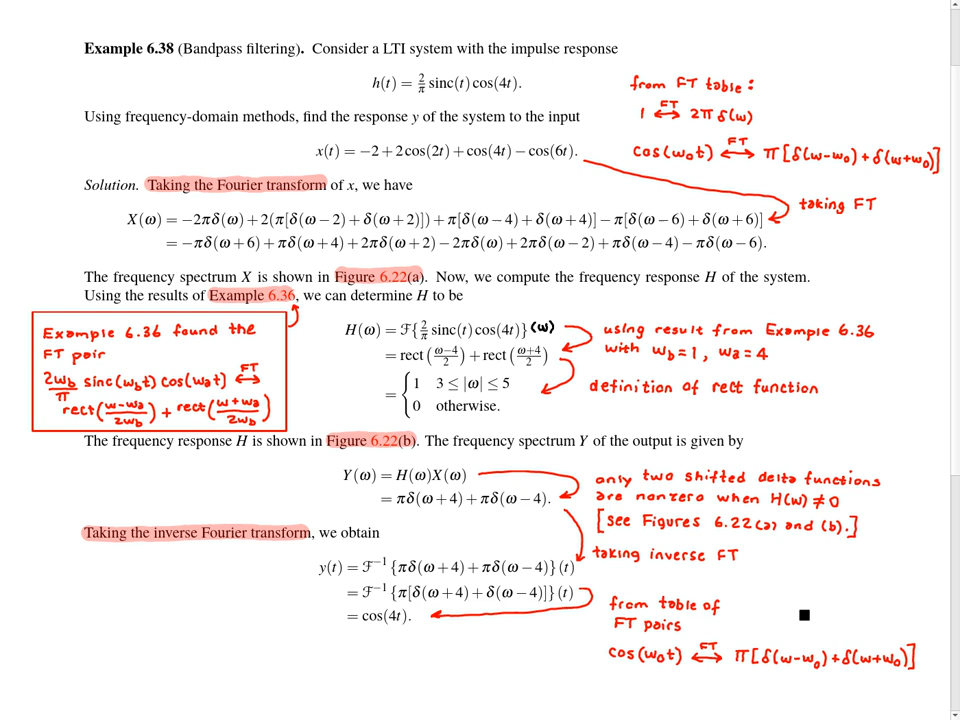 Example 6.38 (Bandpass filtering). Consider a LTI system with the impulse response
h(t) = 2/π sinc(t) cos(4t).
from FT table:
1 ↔FT 2πδ(ω)
Using frequency-domain methods, find the response y of the system to the input
x(t) = −2 + 2cos(2t) + cos(4t) − cos(6t).
cos(ω₀t) ↔FT π[δ(ω−ω₀)+δ(ω+ω₀)]
Solution. Taking the Fourier transform of x, we have
taking FT
X(ω) = −2πδ(ω) + 2(π[δ(ω−2) + δ(ω+2)]) + π[δ(ω−4) + δ(ω+4)] − π[δ(ω−6) + δ(ω+6)]
= −πδ(ω+6) + πδ(ω+4) + 2πδ(ω+2) − 2πδ(ω) + 2πδ(ω−2) + πδ(ω−4) − πδ(ω−6).
The frequency spectrum X is shown in Figure 6.22(a). Now, we compute the frequency response H of the system.
Using the results of Example 6.36, we can determine H to be
Example 6.36 found the
FT pair
2ω_b/π sinc(ω_b t) cos(ω_a t) ↔FT
rect((ω−ω_a)/2ω_b) + rect((ω+ω_a)/2ω_b)
H(ω) = ℱ{2/π sinc(t) cos(4t)}(ω)
= rect((ω−4)/2) + rect((ω+4)/2)
= { 1 3 ≤ |ω| ≤ 5
0 otherwise.
using result from Example 6.36
with ω_b=1, ω_a=4
definition of rect function
The frequency response H is shown in Figure 6.22(b). The frequency spectrum Y of the output is given by
Y(ω) = H(ω)X(ω)
= πδ(ω+4) + πδ(ω−4).
only two shifted delta functions
are nonzero when H(ω)≠0
[see Figures 6.22(a) and (b).]
Taking the inverse Fourier transform, we obtain
taking inverse FT
y(t) = ℱ⁻¹{πδ(ω+4) + πδ(ω−4)}(t)
= ℱ⁻¹{π[δ(ω+4) + δ(ω−4)]}(t)
= cos(4t).
from table of
FT pairs
cos(ω₀t) ↔FT π[δ(ω−ω₀)+δ(ω+ω₀)]